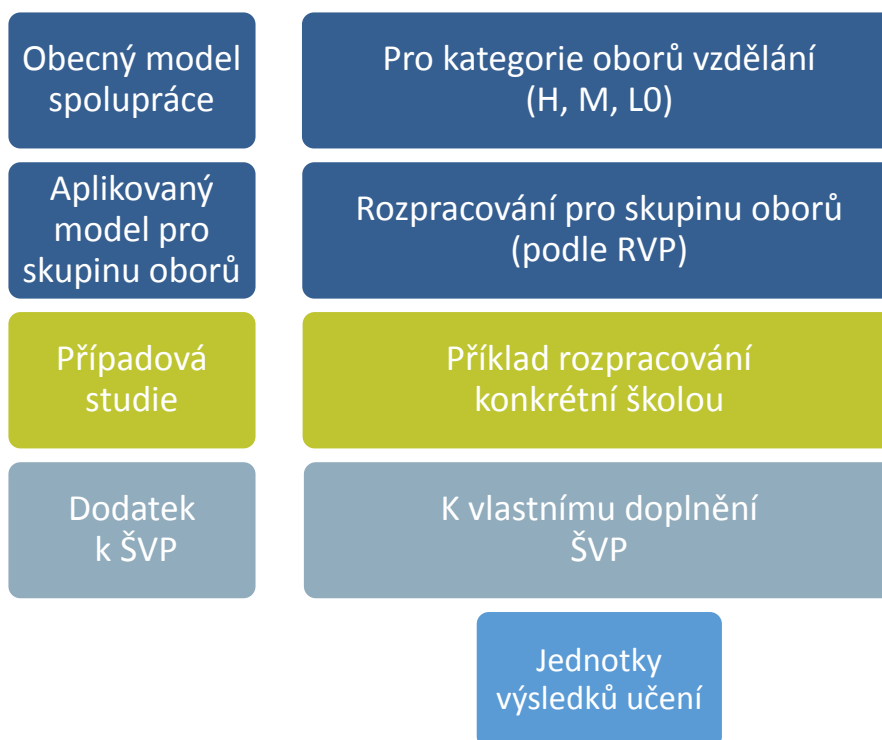 Obecný model
spolupráce
Pro kategorie oborů vzdělání
(H, M, L0)
Aplikovaný
model pro
skupinu oborů
Rozpracování pro skupinu oborů
(podle RVP)
Případová
studie
Příklad rozpracování
konkrétní školou
Dodatek
k ŠVP
K vlastnímu doplnění
ŠVP
Jednotky
výsledků učení